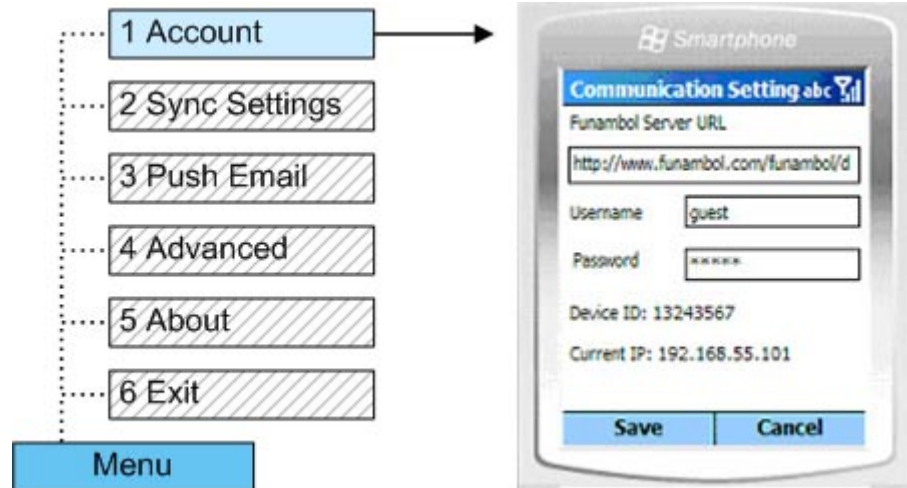 1 Account
2 Sync Settings
3 Push Email
4 Advanced
5 About
6 Exit
Menu
Smartphone
Communication Setting abc
Funambol Server URL
http://www.funambol.com/funambol/d
Username guest
Password *****
Device ID: 13243567
Current IP: 192.168.55.101
Save Cancel